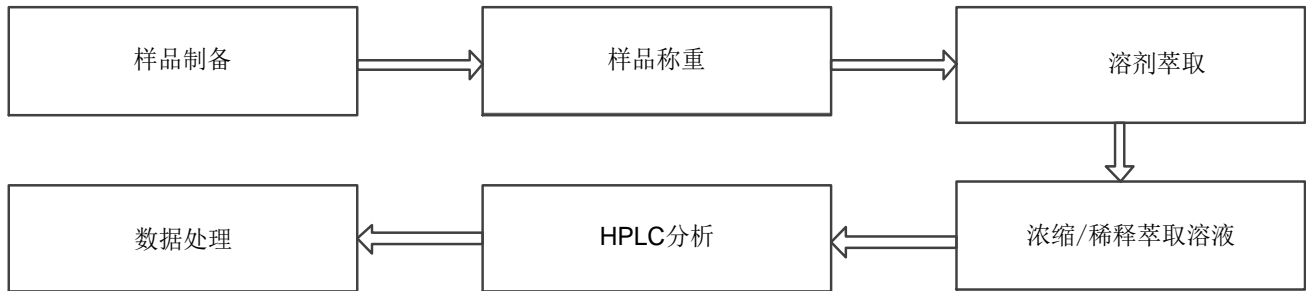 样品制备
样品称重
溶剂萃取
浓缩/稀释萃取溶液
HPLC分析
数据处理